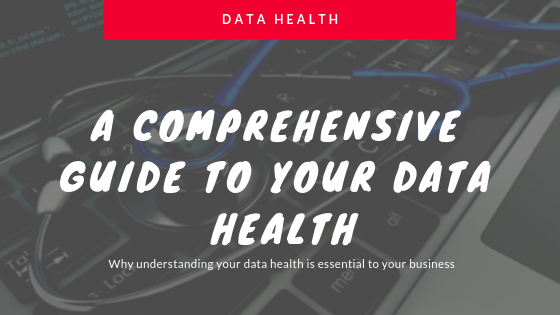 DATA HEALTH
A COMPREHENSIVE
GUIDE TO YOUR DATA
HEALTH
Why understanding your data health is essential to your business